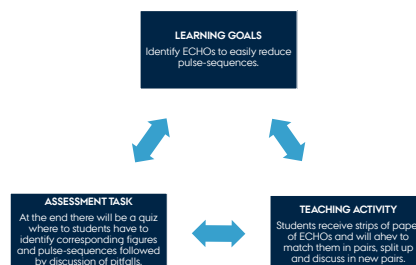 LEARNING GOALS
Identify ECHOs to easily reduce
pulse-sequences.
ASSESSMENT TASK
At the end there will be a quiz
where to students have to
identify corresponding figures
and pulse-sequences followed
by discussion of pitfalls.
TEACHING ACTIVITY
Students receive strips of pape
of ECHOs and will ahev to
match them in pairs, split up
and discuss in new pairs.